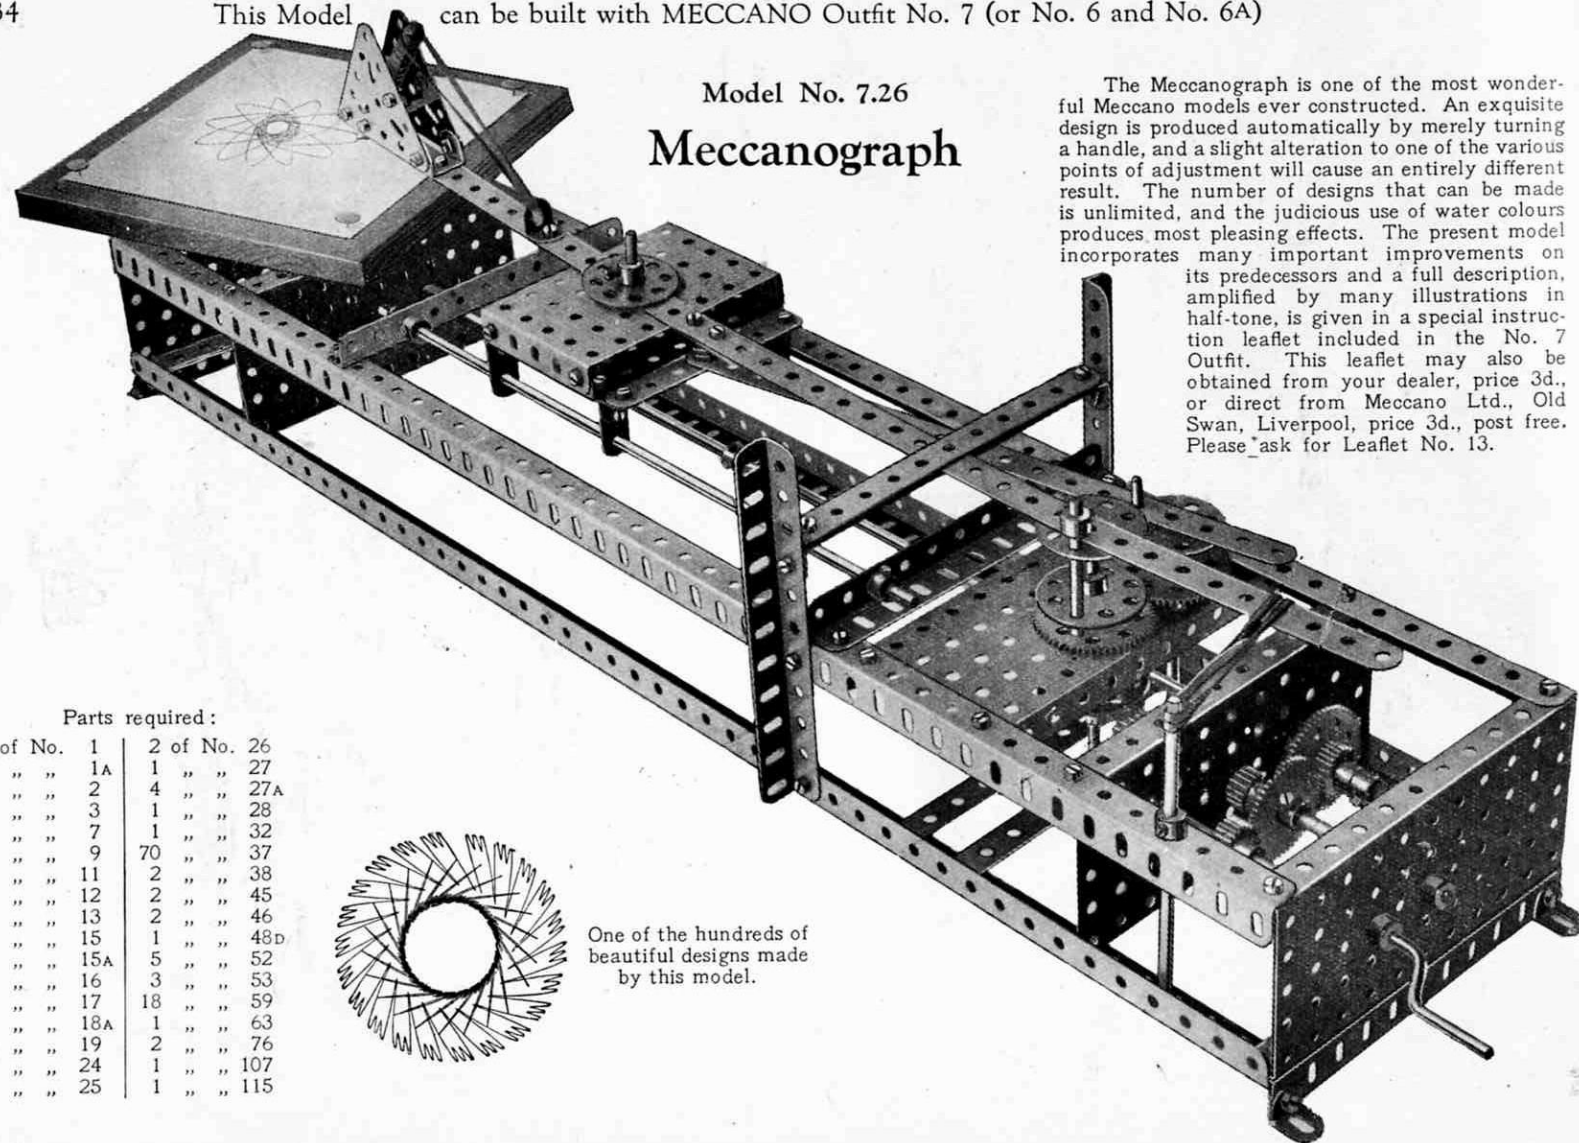 34
This Model can be built with MECCANO Outfit No. 7 (or No. 6 and No. 6A)
Model No. 7.26
Meccanograph
The Meccanograph is one of the most wonder-
ful Meccano models ever constructed. An exquisite
design is produced automatically by merely turning
a handle, and a slight alteration to one of the various
points of adjustment will cause an entirely different
result. The number of designs that can be made
is unlimited, and the judicious use of water colours
produces most pleasing effects. The present model
incorporates many important improvements on
its predecessors and a full description,
amplified by many illustrations in
half-tone, is given in a special instruc-
tion leaflet included in the No. 7
Outfit. This leaflet may also be
obtained from your dealer, price 3d.,
or direct from Meccano Ltd., Old
Swan, Liverpool, price 3d., post free.
Please ask for Leaflet No. 13.
Parts required :
of No. 1 2 of No. 26
„ „ 1A 1 „ „ 27
„ „ 2 4 „ „ 27A
„ „ 3 1 „ „ 28
„ „ 7 1 „ „ 32
„ „ 9 70 „ „ 37
„ „ 11 2 „ „ 38
„ „ 12 2 „ „ 45
„ „ 13 2 „ „ 46
„ „ 15 1 „ „ 48D
„ „ 15A 5 „ „ 52
„ „ 16 3 „ „ 53
„ „ 17 18 „ „ 59
„ „ 18A 1 „ „ 63
„ „ 19 2 „ „ 76
„ „ 24 1 „ „ 107
„ „ 25 1 „ „ 115
One of the hundreds of
beautiful designs made
by this model.